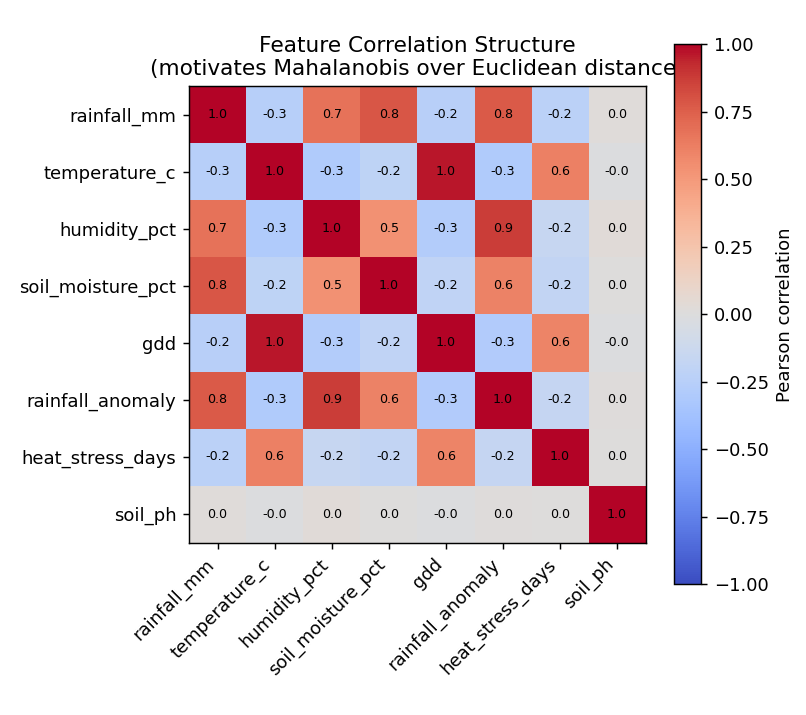 Feature Correlation Structure
(motivates Mahalanobis over Euclidean distance
rainfall_mm 1.0 -0.3 0.7 0.8 -0.2 0.8 -0.2 0.0
temperature_c -0.3 1.0 -0.3 -0.2 1.0 -0.3 0.6 -0.0
humidity_pct 0.7 -0.3 1.0 0.5 -0.3 0.9 -0.2 0.0
soil_moisture_pct 0.8 -0.2 0.5 1.0 -0.2 0.6 -0.2 0.0
gdd -0.2 1.0 -0.3 -0.2 1.0 -0.3 0.6 -0.0
rainfall_anomaly 0.8 -0.3 0.9 0.6 -0.3 1.0 -0.2 0.0
heat_stress_days -0.2 0.6 -0.2 -0.2 0.6 -0.2 1.0 0.0
soil_ph 0.0 -0.0 0.0 0.0 -0.0 0.0 0.0 1.0
rainfall_mm
temperature_c
humidity_pct
soil_moisture_pct
gdd
rainfall_anomaly
heat_stress_days
soil_ph
1.00
0.75
0.50
0.25
0.00
−0.25
−0.50
−0.75
−1.00
Pearson correlation